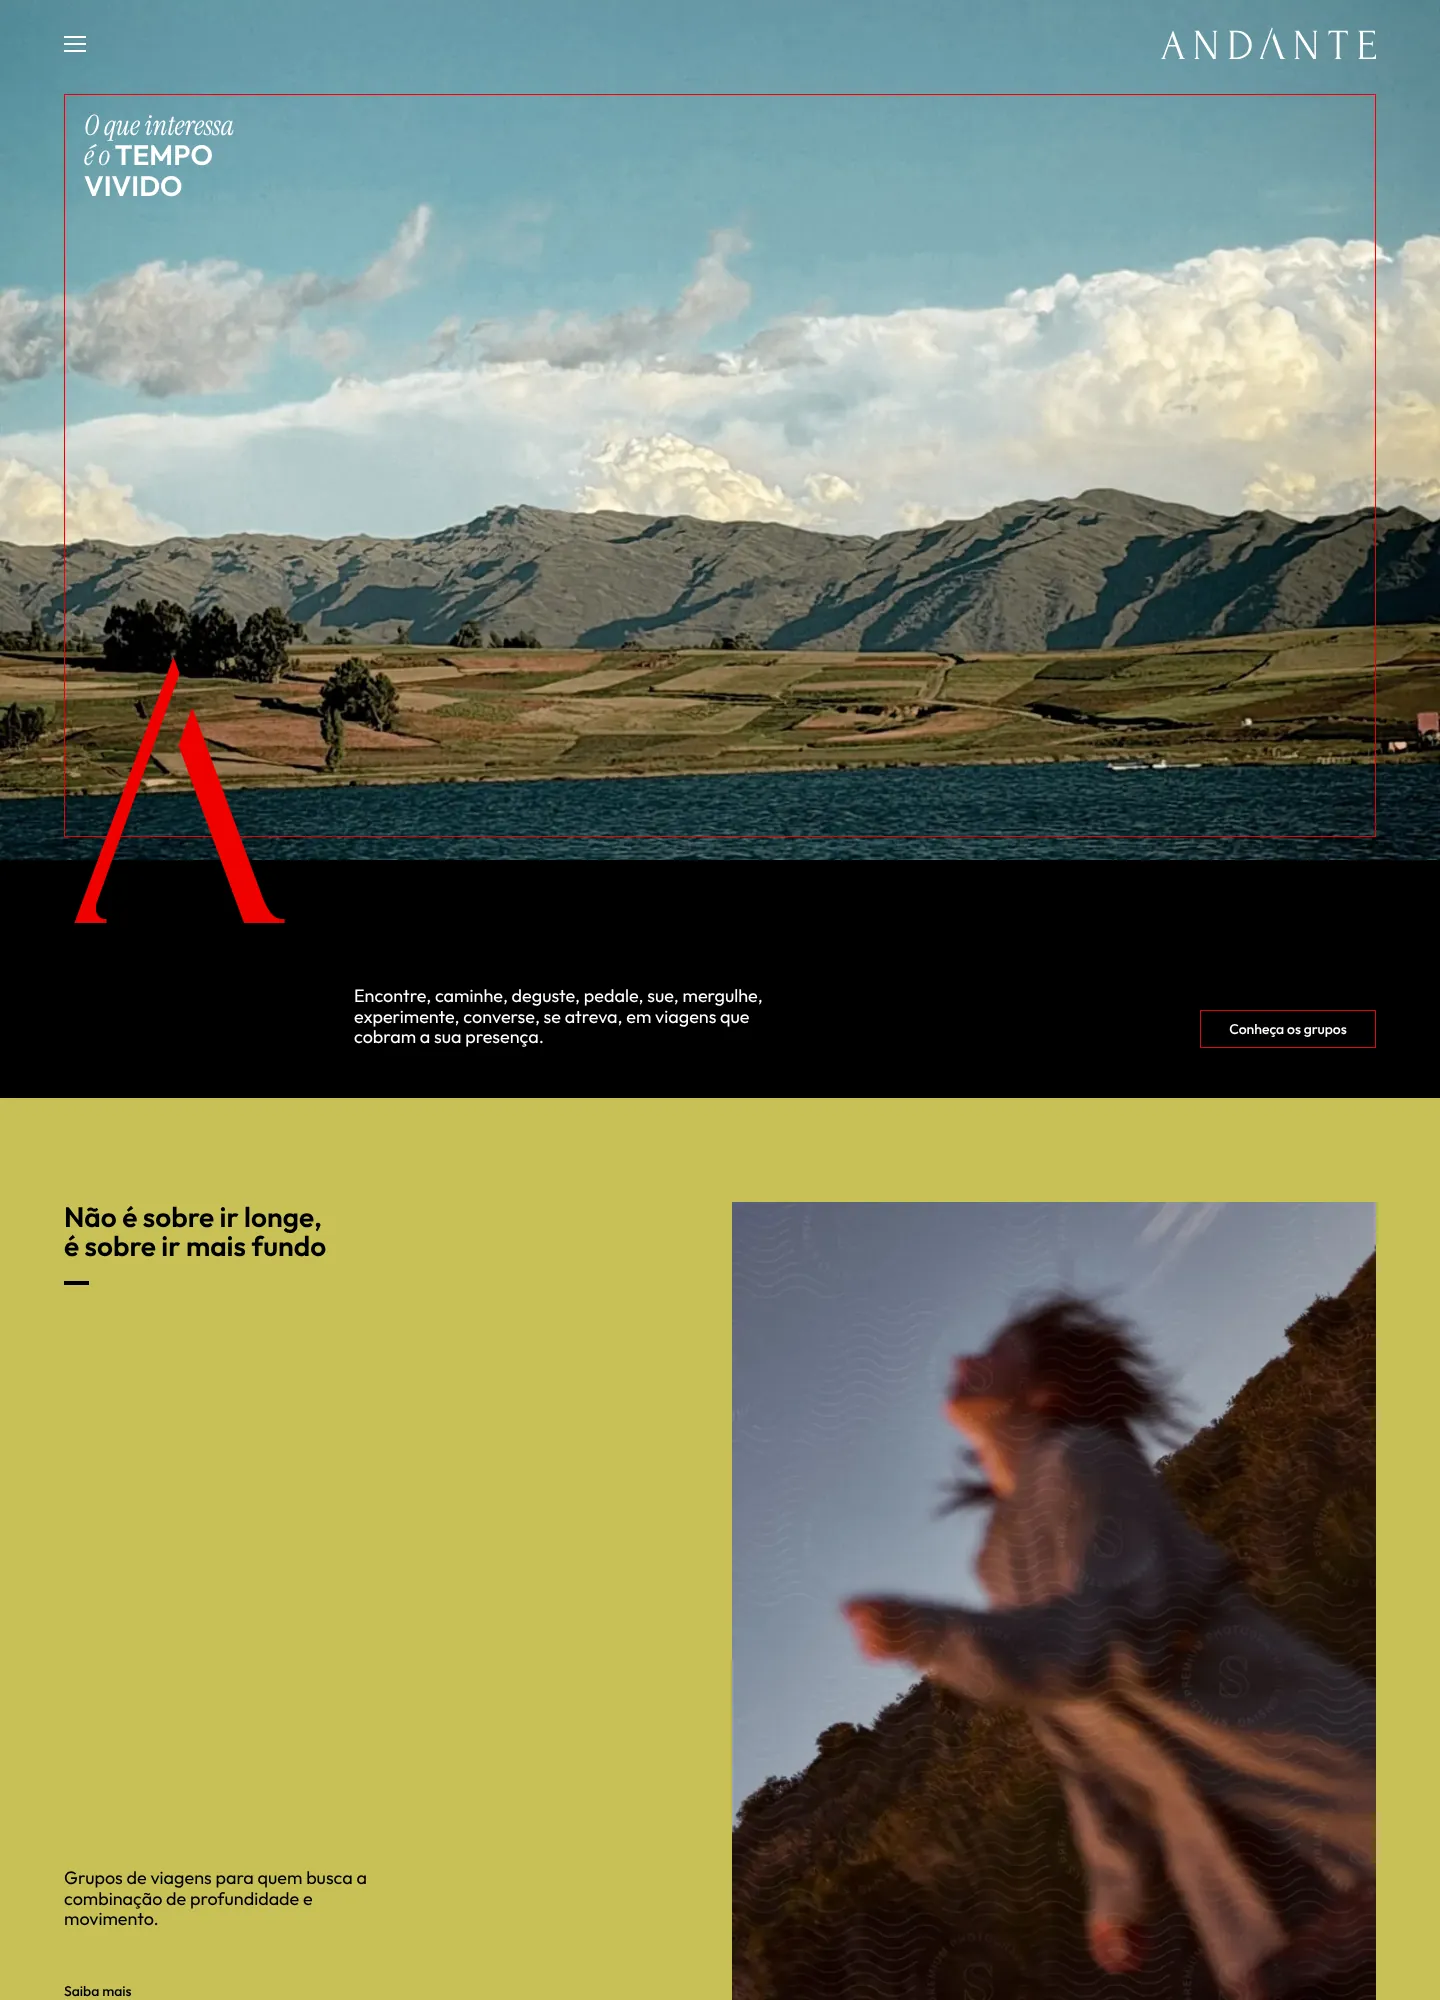 ANDANTE
O que interessa
é o TEMPO
VIVIDO
A
Encontre, caminhe, deguste, pedale, sue, mergulhe,
experimente, converse, se atreva, em viagens que
cobram a sua presença.
Conheça os grupos
Não é sobre ir longe,
é sobre ir mais fundo
Grupos de viagens para quem busca a
combinação de profundidade e
movimento.
Saiba mais